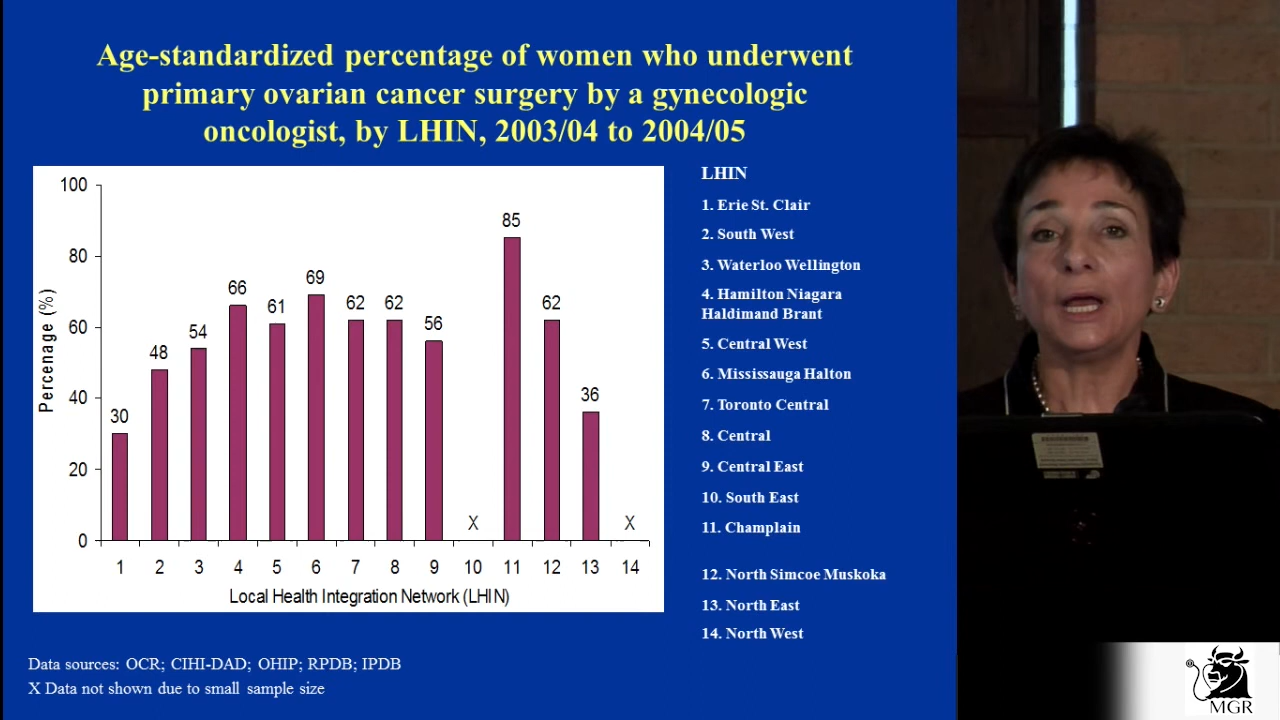 Age-standardized percentage of women who underwent
primary ovarian cancer surgery by a gynecologic
oncologist, by LHIN, 2003/04 to 2004/05
Percenage (%)
100
80
60
40
20
0
30
48
54
66
61
69
62
62
56
X
85
62
36
X
1 2 3 4 5 6 7 8 9 10 11 12 13 14
Local Health Integration Network (LHIN)
LHIN
1. Erie St. Clair
2. South West
3. Waterloo Wellington
4. Hamilton Niagara
Haldimand Brant
5. Central West
6. Mississauga Halton
7. Toronto Central
8. Central
9. Central East
10. South East
11. Champlain
12. North Simcoe Muskoka
13. North East
14. North West
Data sources: OCR; CIHI-DAD; OHIP; RPDB; IPDB
X Data not shown due to small sample size
MGR